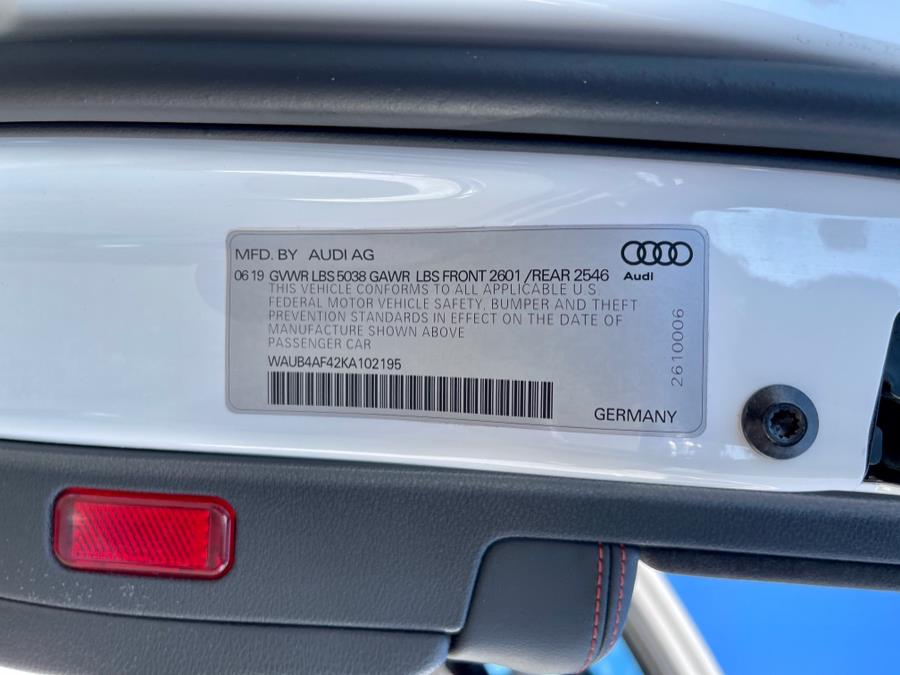 MFD. BY AUDI AG
Audi
06 19 GVWR LBS 5038 GAWR LBS FRONT 2601 /REAR 2546
THIS VEHICLE CONFORMS TO ALL APPLICABLE U S
FEDERAL MOTOR VEHICLE SAFETY, BUMPER AND THEFT
PREVENTION STANDARDS IN EFFECT ON THE DATE OF
MANUFACTURE SHOWN ABOVE
PASSENGER CAR
WAUB4AF42KA102195
GERMANY
2610006